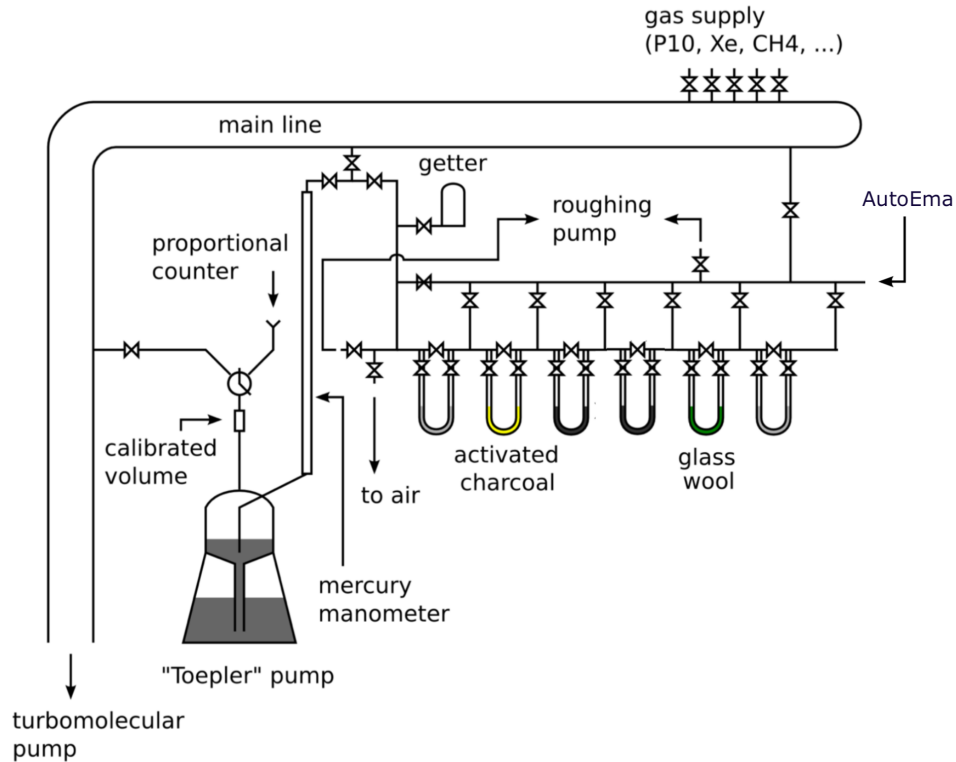 gas supply
(P10, Xe, CH4, ...)
main line
getter
AutoEma
roughing
pump
proportional
counter
calibrated
volume
activated
charcoal
glass
wool
to air
mercury
manometer
"Toepler" pump
turbomolecular
pump